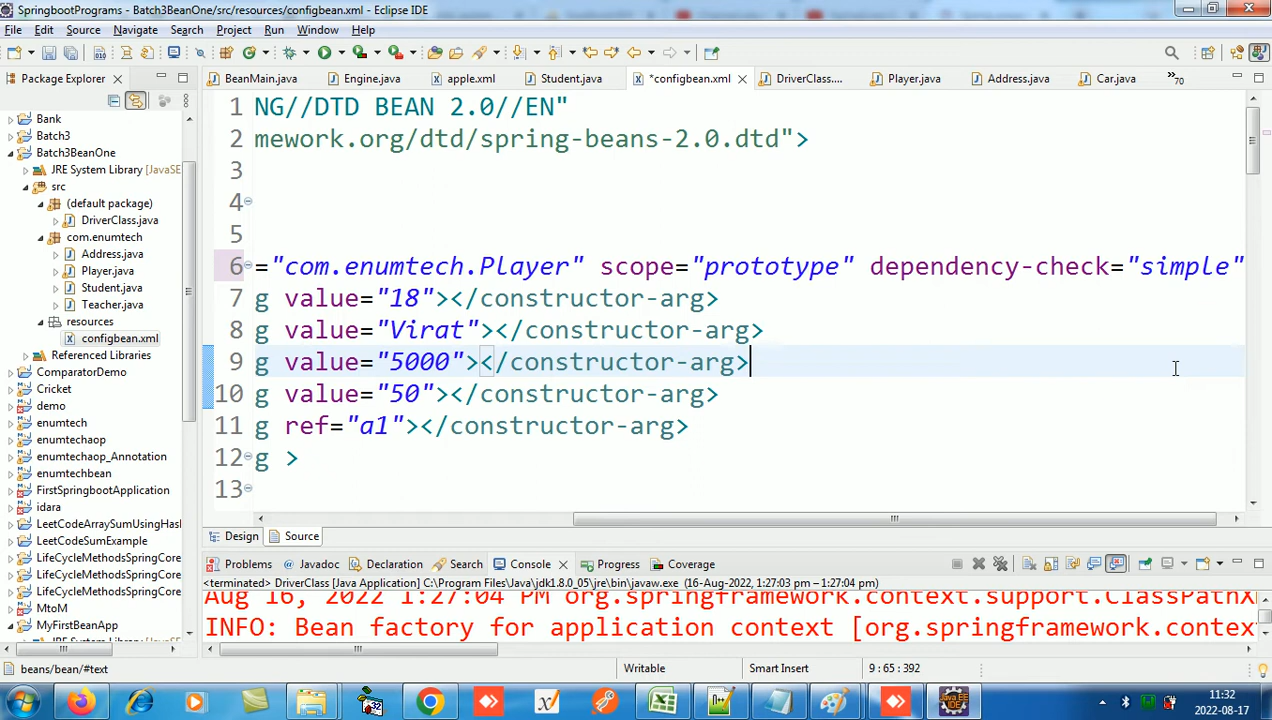 SpringbootPrograms - Batch3BeanOne/src/resources/configbean.xml - Eclipse IDE
File Edit Source Navigate Search Project Run Window Help
Package Explorer
BeanMain.java Engine.java apple.xml Student.java *configbean.xml DriverClass.... Player.java Address.java Car.java »70
Bank
Batch3
Batch3BeanOne
JRE System Library [JavaSE
src
(default package)
DriverClass.java
com.enumtech
Address.java
Player.java
Student.java
Teacher.java
resources
configbean.xml
Referenced Libraries
ComparatorDemo
Cricket
demo
enumtech
enumtechaop
enumtechaop_Annotation
enumtechbean
FirstSpringbootApplication
idara
LeetCodeArraySumUsingHash
LeetCodeSumExample
LifeCycleMethodsSpringCore
LifeCycleMethodsSpringCore
LifeCycleMethodsSpringCore
MtoM
MyFirstBeanApp
JRE System Library
1 NG//DTD BEAN 2.0//EN"
2 mework.org/dtd/spring-beans-2.0.dtd">
3
4
5
6 ="com.enumtech.Player" scope="prototype" dependency-check="simple"
7 g value="18"></constructor-arg>
8 g value="Virat"></constructor-arg>
9 g value="5000"></constructor-arg>
10 g value="50"></constructor-arg>
11 g ref="a1"></constructor-arg>
12 g >
13
Design Source
Problems Javadoc Declaration Search Console Progress Coverage
<terminated> DriverClass [Java Application] C:\Program Files\Java\jdk1.8.0_05\jre\bin\javaw.exe (16-Aug-2022, 1:27:03 pm – 1:27:04 pm)
Aug 16, 2022 1:27:04 PM org.springframework.context.support.ClassPathX
INFO: Bean factory for application context [org.springframework.contex
beans/bean/#text Writable Smart Insert 9 : 65 : 392
11:32
2022-08-17